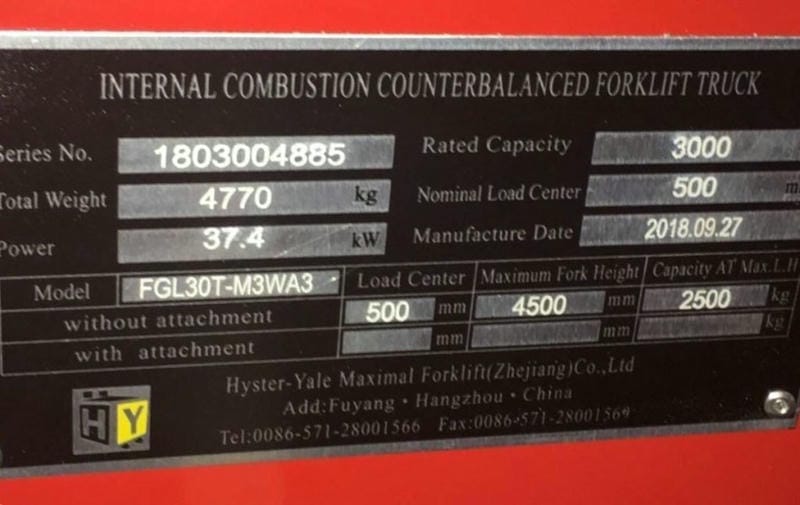 INTERNAL COMBUSTION COUNTERBALANCED FORKLIFT TRUCK
Series No. 1803004885 Rated Capacity 3000
Total Weight 4770 kg Nominal Load Center 500 m
Power 37.4 kW Manufacture Date 2018.09.27
Model FGL30T-M3WA3 Load Center Maximum Fork Height Capacity AT Max.L.H
without attachment 500 mm 4500 mm 2500 kg
with attachment mm mm kg
Hyster-Yale Maximal Forklift(Zhejiang)Co.,Ltd
Add:Fuyang · Hangzhou · China
HY Tel:0086-571-28001566 Fax:0086-571-28001569